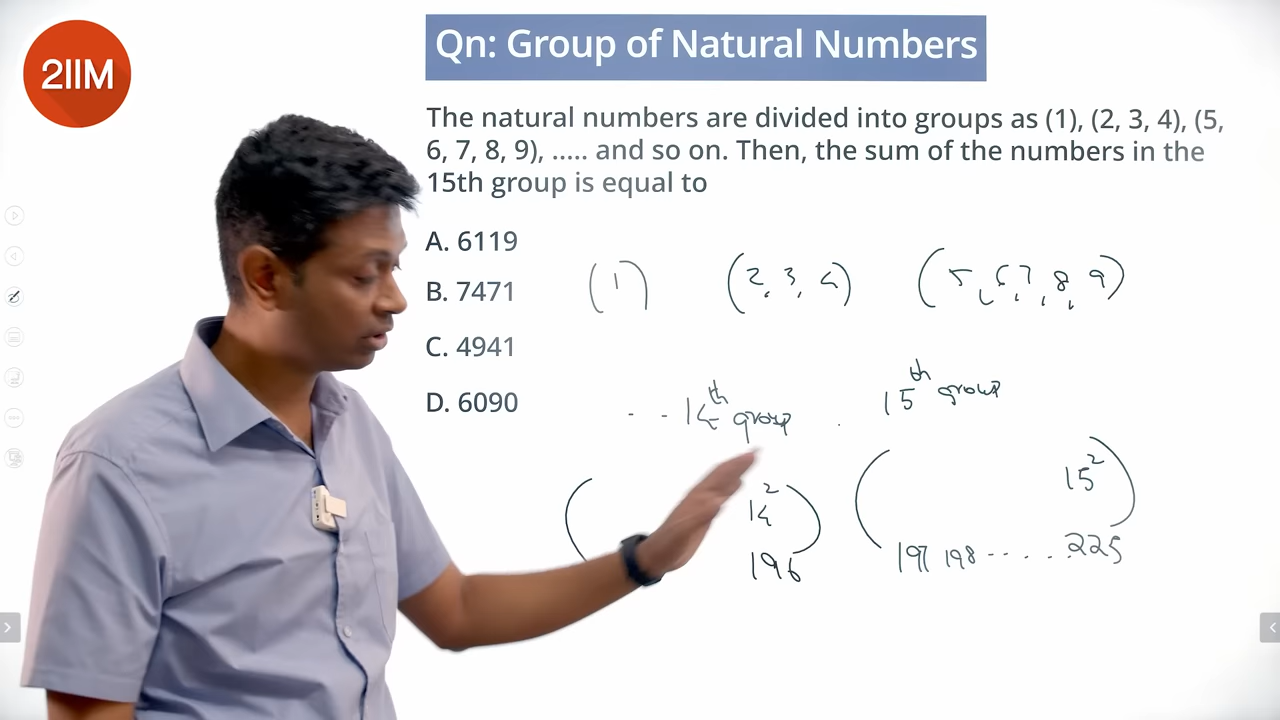 2IIM
Qn: Group of Natural Numbers
The natural numbers are divided into groups as (1), (2, 3, 4), (5,
6, 7, 8, 9), ..... and so on. Then, the sum of the numbers in the
15th group is equal to
A. 6119
B. 7471
C. 4941
D. 6090
(1) (2, 3, 4) (5, 6, 7, 8, 9)
- - 14th group . 15th group
( 14² ) ( 15² )
196 197 198 - - - . . . 225